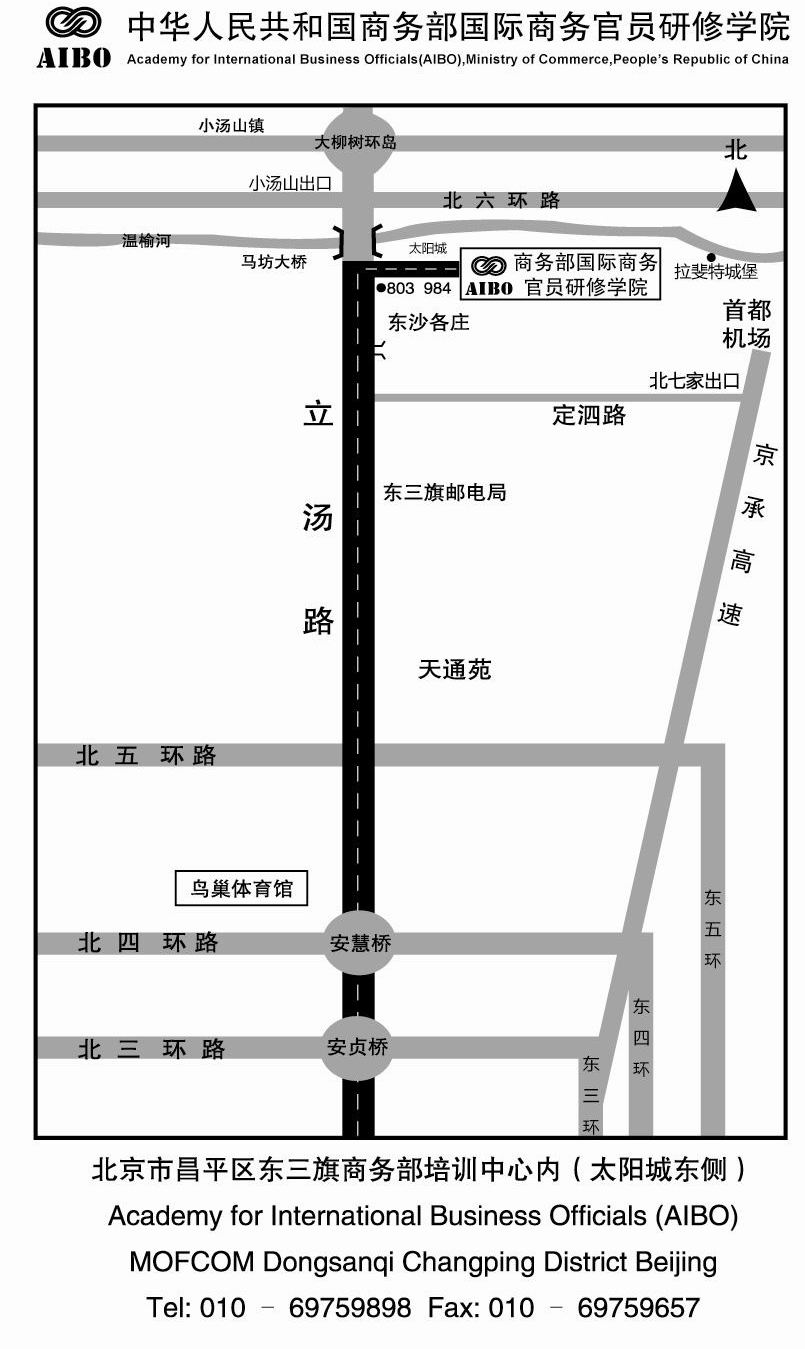 中华人民共和国商务部国际商务官员研修学院
AIBO
Academy for International Business Officials(AIBO),Ministry of Commerce,People's Republic of China
小汤山镇
大柳树环岛
北
小汤山出口
北六环路
温榆河
马坊大桥
太阳城
商务部国际商务
AIBO
官员研修学院
拉斐特城堡
803 984
首都
机场
东沙各庄
北七家出口
立汤路
定泗路
京承高速
东三旗邮电局
天通苑
北五环路
鸟巢体育馆
东五环
北四环路
安慧桥
东四环
北三环路
安贞桥
东三环
北京市昌平区东三旗商务部培训中心内（太阳城东侧）
Academy for International Business Officials (AIBO)
MOFCOM Dongsanqi Changping District Beijing
Tel: 010 – 69759898 Fax: 010 – 69759657